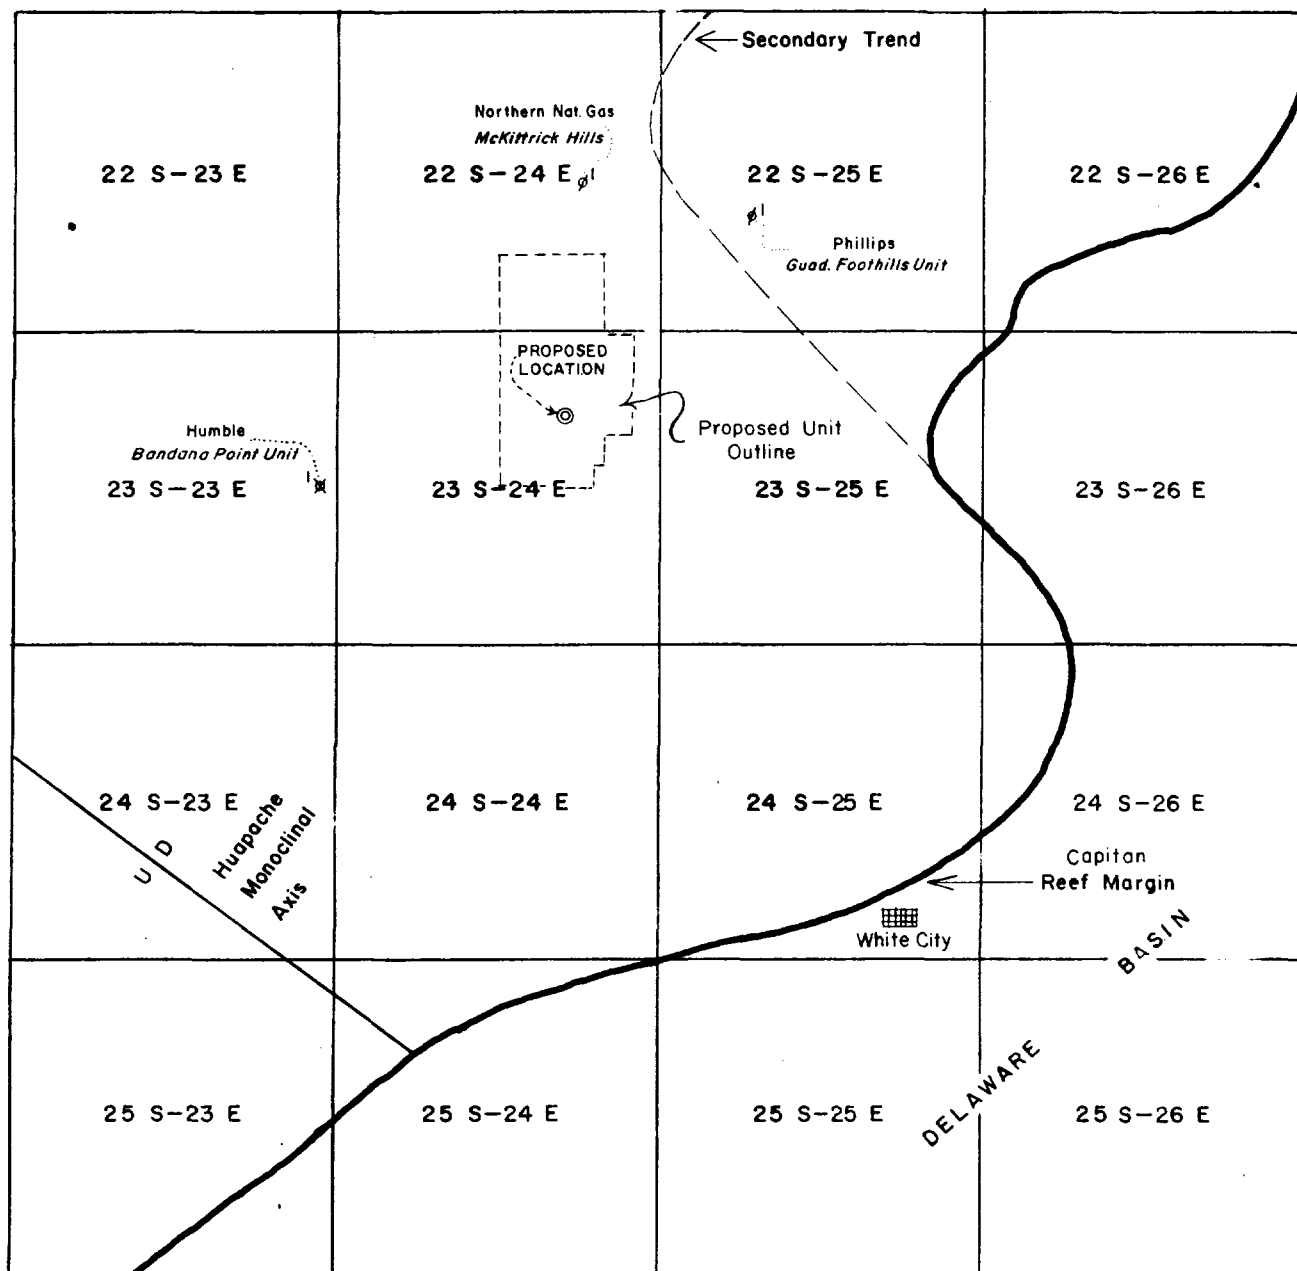 Secondary Trend
Northern Nat. Gas
McKittrick Hills
22 S-23 E
22 S-24 E
1
22 S-25 E
22 S-26 E
1
Phillips
Guad. Foothills Unit
PROPOSED
LOCATION
Proposed Unit
Outline
Humble
Bandana Point Unit
1
23 S-23 E
23 S-24 E
23 S-25 E
23 S-26 E
24 S-23 E
24 S-24 E
24 S-25 E
24 S-26 E
U D
Huapache
Monoclinal
Axis
Capitan
Reef Margin
White City
DELAWARE BASIN
25 S-23 E
25 S-24 E
25 S-25 E
25 S-26 E